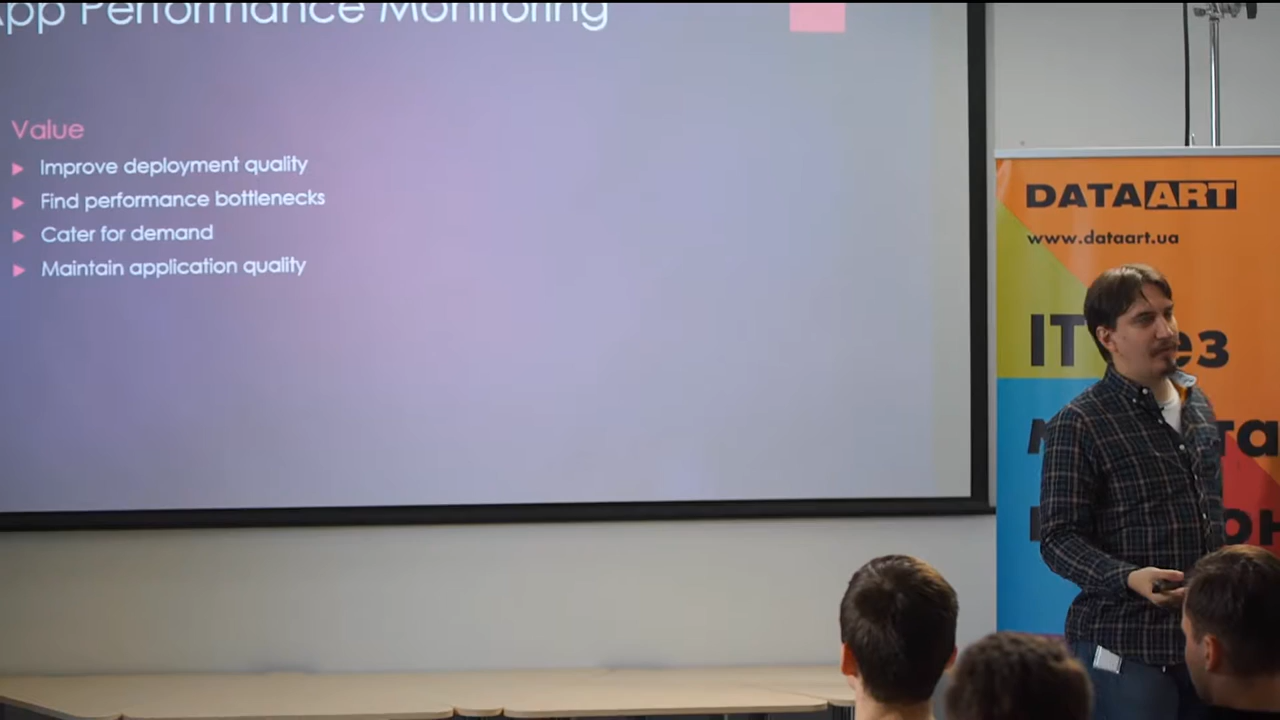 App Performance Monitoring
Value
Improve deployment quality
Find performance bottlenecks
Cater for demand
Maintain application quality
DATAART
www.dataart.ua
IT